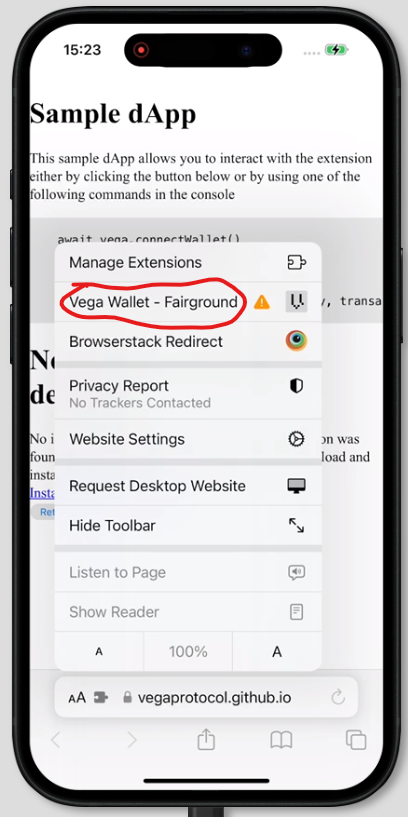 15:23
Sample dApp
This sample dApp allows you to interact with the extension
either by clicking the button below or by using one of the
following commands in the console
await vega.connectWallet()
Manage Extensions
Vega Wallet - Fairground
, transa
Browserstack Redirect
No
de
Privacy Report
No Trackers Contacted
Website Settings
No i
on was
foun
load and
insta
Insta
Ret
Request Desktop Website
Hide Toolbar
Listen to Page
Show Reader
A 100% A
AA vegaprotocol.github.io